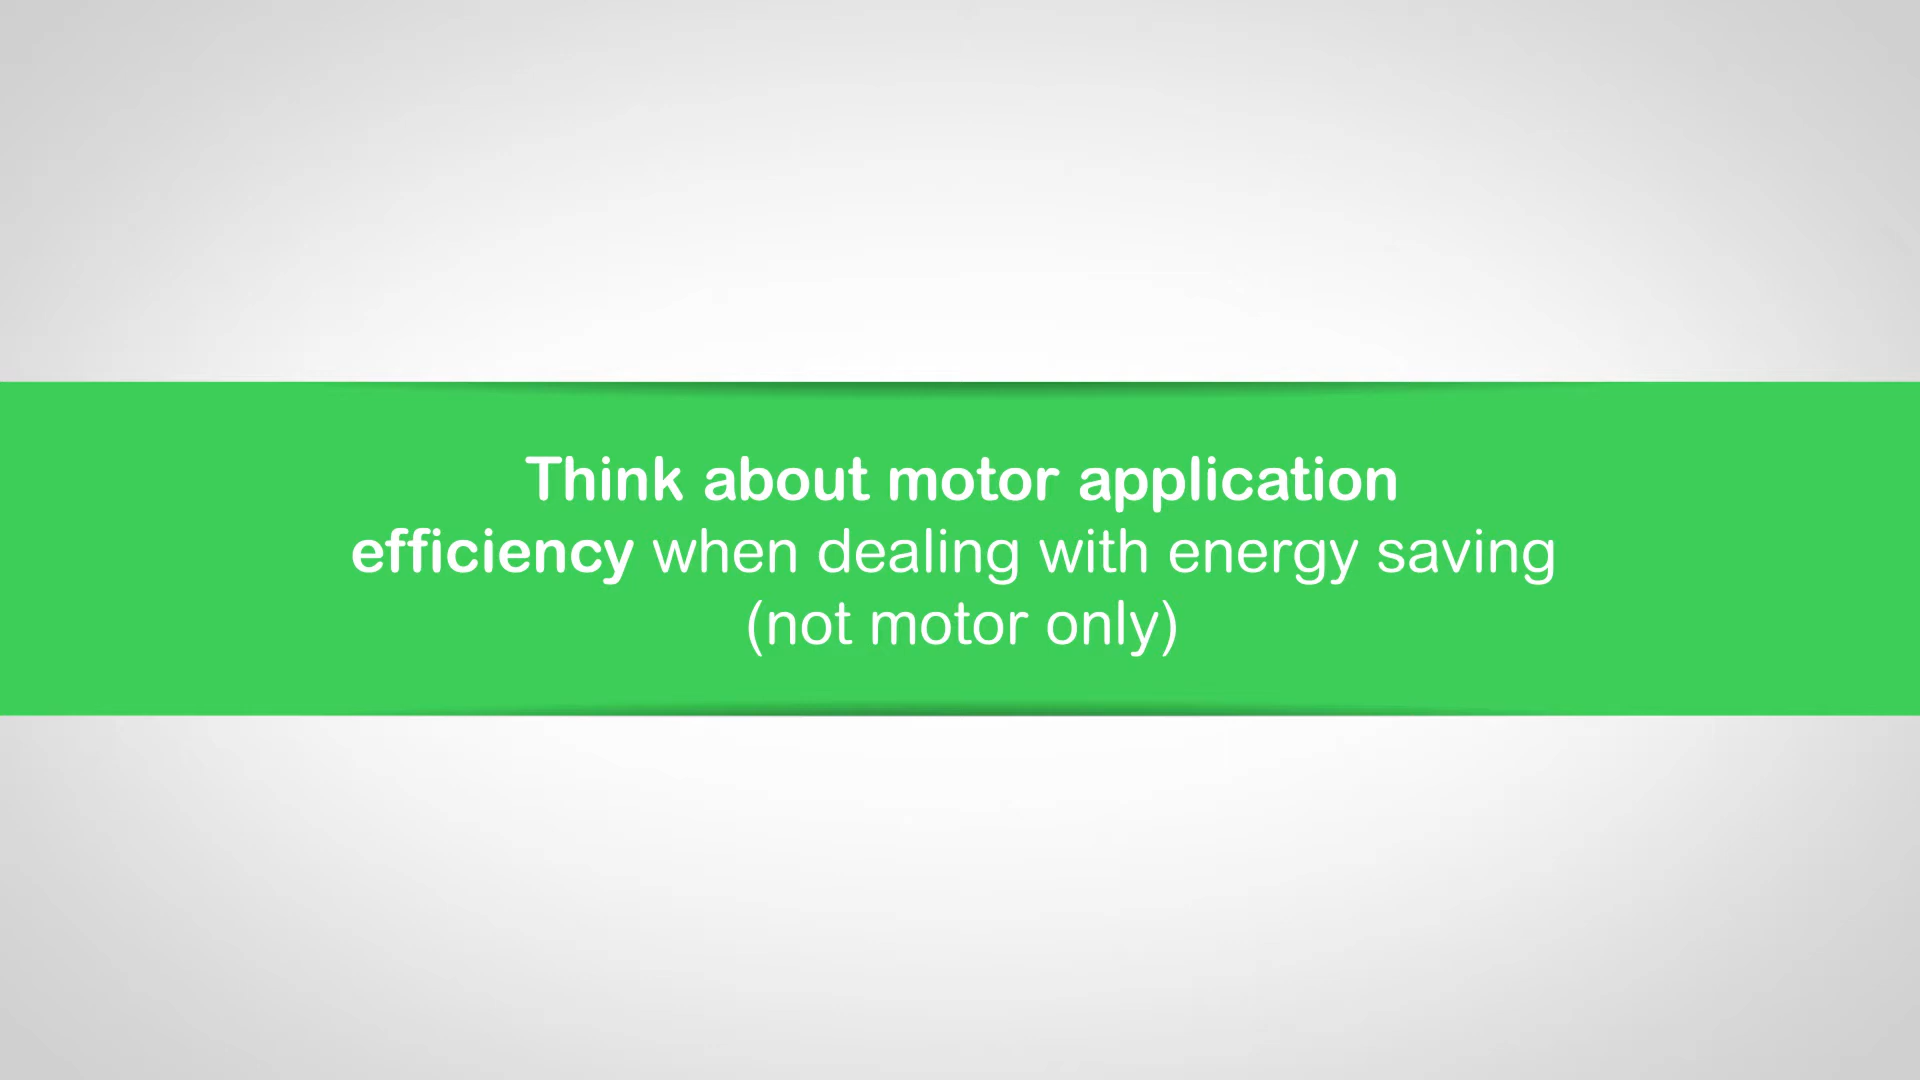 Think about motor application
efficiency when dealing with energy saving
(not motor only)